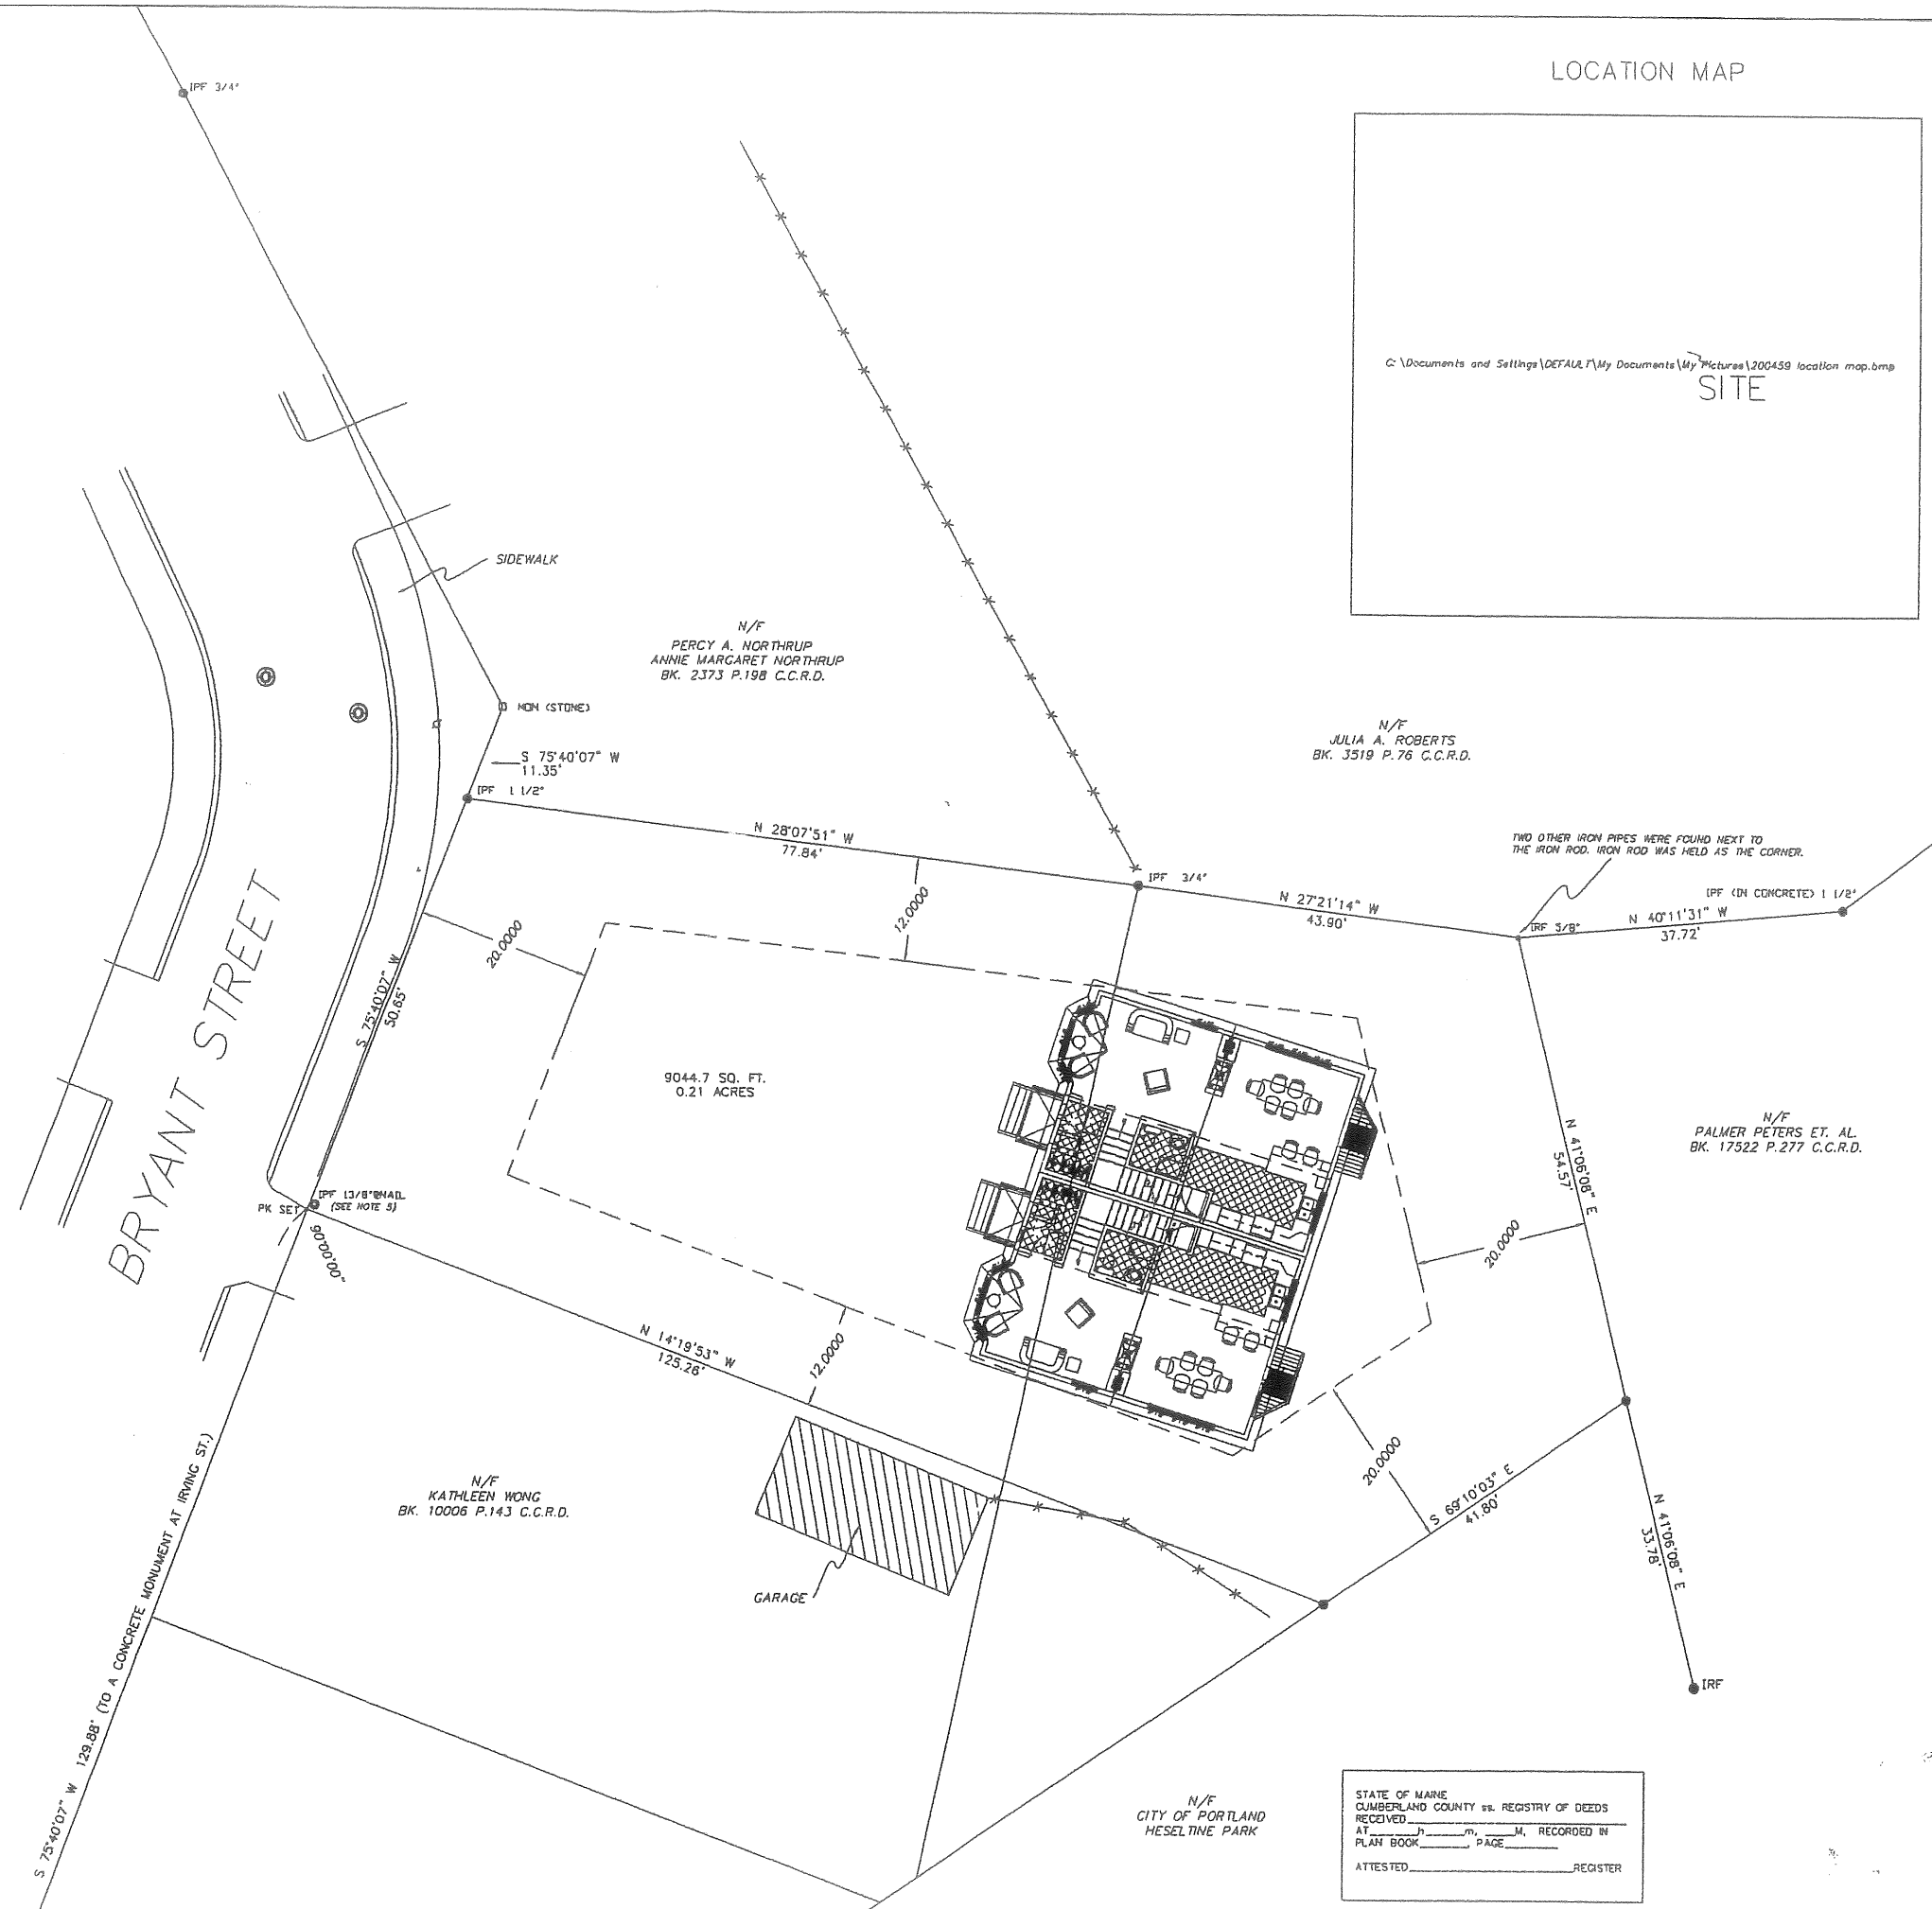 LOCATION MAP
IPF 3/4"
C:\Documents and Settings\DEFAULT\My Documents\My Pictures\200459 location map.bmp
SITE
SIDEWALK
N/F
PERCY A. NORTHRUP
ANNIE MARGARET NORTHRUP
BK. 2373 P.198 C.C.R.D.
MON (STONE)
S 75°40'07" W
11.35'
IPF 1 1/2"
N/F
JULIA A. ROBERTS
BK. 3519 P.76 C.C.R.D.
N 28°07'51" W
77.84'
TWO OTHER IRON PIPES WERE FOUND NEXT TO
THE IRON ROD. IRON ROD WAS HELD AS THE CORNER.
IPF 3/4"
IPF (IN CONCRETE) 1 1/2"
N 27°21'14" W
43.90'
IRF 5/8"
N 40°11'31" W
37.72'
12.0000
20.0000
S 75°40'07" W
50.65'
BRYANT STREET
9044.7 SQ. FT.
0.21 ACRES
N/F
PALMER PETERS ET. AL.
BK. 17522 P.277 C.C.R.D.
N 41°06'08" E
54.57'
20.0000
PK SET
(SEE NOTE 5)
90°00'00"
N 14°19'53" W
125.26'
12.0000
20.0000
S 69°10'03" E
41.80'
N 41°06'08" E
33.78'
N/F
KATHLEEN WONG
BK. 10006 P.143 C.C.R.D.
GARAGE
S 75°40'07" W 129.88' (TO A CONCRETE MONUMENT AT IRVING ST.)
IRF
N/F
CITY OF PORTLAND
HESELTINE PARK
STATE OF MAINE
CUMBERLAND COUNTY ss. REGISTRY OF DEEDS
RECEIVED
AT h m, M, RECORDED IN
PLAN BOOK , PAGE
ATTESTED REGISTER